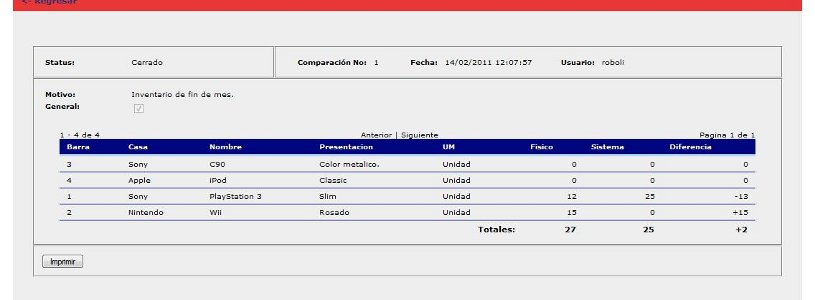 <- Regresar
Status: Cerrado Comparación No: 1 Fecha: 14/02/2011 12:07:57 Usuario: roboli
Motivo: Inventario de fin de mes.
General:
1 - 4 de 4 Anterior | Siguiente Pagina 1 de 1
Barra Casa Nombre Presentacion UM Fisico Sistema Diferencia
3 Sony C90 Color metalico. Unidad 0 0 0
4 Apple iPod Classic Unidad 0 0 0
1 Sony PlayStation 3 Slim Unidad 12 25 -13
2 Nintendo Wii Rosado Unidad 15 0 +15
Totales: 27 25 +2
Imprimir